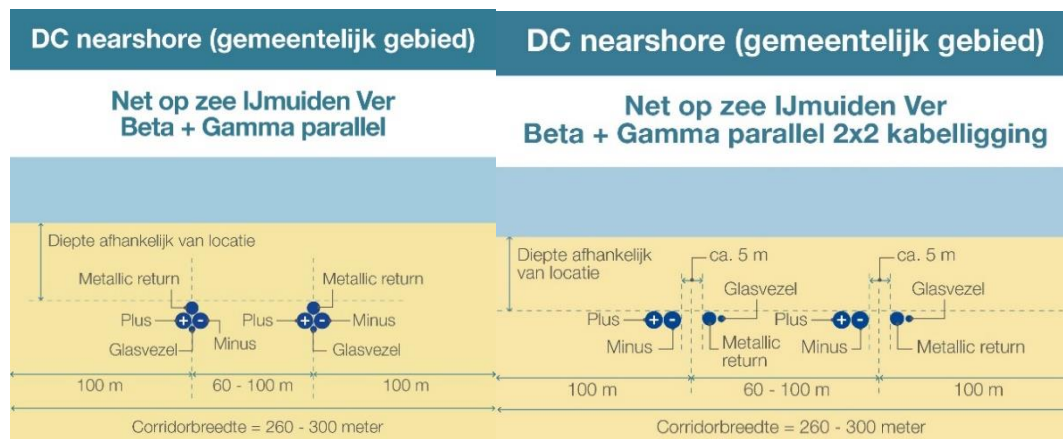 DC nearshore (gemeentelijk gebied)
Net op zee IJmuiden Ver
Beta + Gamma parallel
Diepte afhankelijk van locatie
Metallic return
Metallic return
Plus
+
-
Plus
+
-
Minus
Minus
Glasvezel
Glasvezel
100 m
60 - 100 m
100 m
Corridorbreedte = 260 - 300 meter
DC nearshore (gemeentelijk gebied)
Net op zee IJmuiden Ver
Beta + Gamma parallel 2x2 kabelligging
Diepte afhankelijk
van locatie
ca. 5 m
ca. 5 m
Glasvezel
Glasvezel
Plus
+
-
Plus
+
-
Minus
Metallic
return
Minus
Metallic return
100 m
60 - 100 m
100 m
Corridorbreedte = 260 - 300 meter